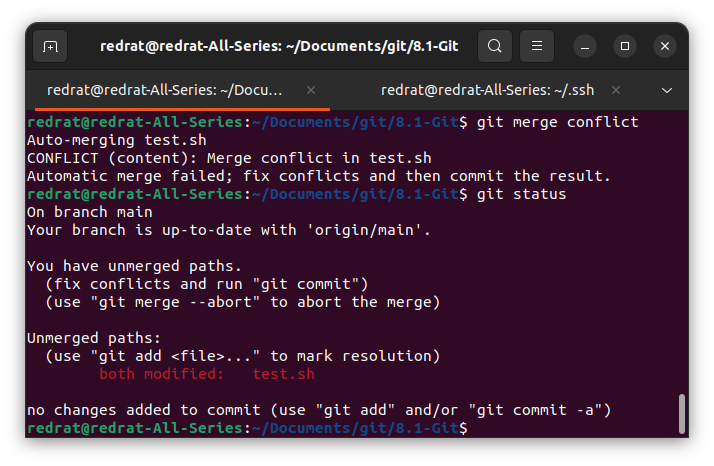 redrat@redrat-All-Series: ~/Documents/git/8.1-Git
redrat@redrat-All-Series: ~/Docu...
redrat@redrat-All-Series: ~/.ssh
redrat@redrat-All-Series:~/Documents/git/8.1-Git$ git merge conflict
Auto-merging test.sh
CONFLICT (content): Merge conflict in test.sh
Automatic merge failed; fix conflicts and then commit the result.
redrat@redrat-All-Series:~/Documents/git/8.1-Git$ git status
On branch main
Your branch is up-to-date with 'origin/main'.

You have unmerged paths.
  (fix conflicts and run "git commit")
  (use "git merge --abort" to abort the merge)

Unmerged paths:
  (use "git add <file>..." to mark resolution)
        both modified:   test.sh

no changes added to commit (use "git add" and/or "git commit -a")
redrat@redrat-All-Series:~/Documents/git/8.1-Git$